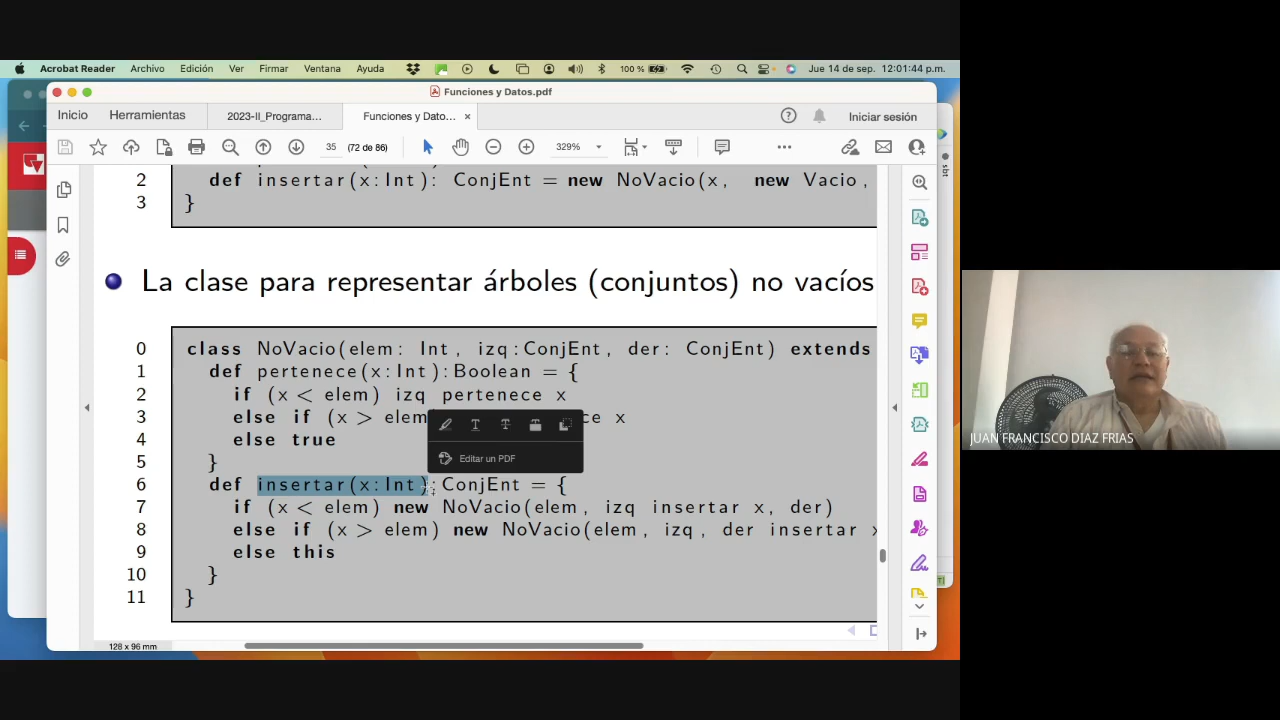 Acrobat Reader Archivo Edición Ver Firmar Ventana Ayuda 100 % Jue 14 de sep. 12:01:44 p.m.
Funciones y Datos.pdf
Inicio Herramientas 2023-II_Programa... Funciones y Dato... × Iniciar sesión
35 (72 de 86) 329%
sbt
2 def insertar(x:Int): ConjEnt = new NoVacio(x, new Vacio,
3 }
La clase para representar árboles (conjuntos) no vacíos
0 class NoVacio(elem: Int, izq:ConjEnt, der: ConjEnt) extends
1 def pertenece(x:Int):Boolean = {
2 if (x < elem) izq pertenece x
3 else if (x > elem ce x
4 else true
5 }
Editar un PDF
6 def insertar(x:Int):ConjEnt = {
7 if (x < elem) new NoVacio(elem, izq insertar x, der)
8 else if (x > elem) new NoVacio(elem, izq, der insertar x
9 else this
10 }
11 }
128 x 96 mm
JUAN FRANCISCO DIAZ FRIAS